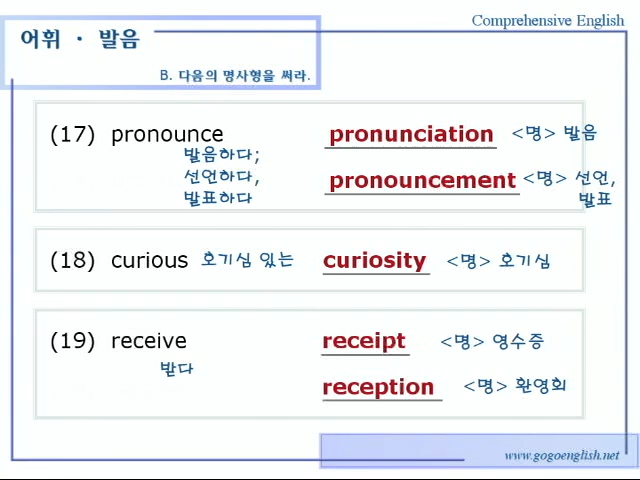 Comprehensive English
어휘 · 발음
B. 다음의 명사형을 써라.
(17) pronounce pronunciation <명> 발음
발음하다;
선언하다, pronouncement <명> 선언,
발표하다 발표
(18) curious 호기심 있는 curiosity <명> 호기심
(19) receive receipt <명> 영수증
받다
reception <명> 환영회
www.gogoenglish.net